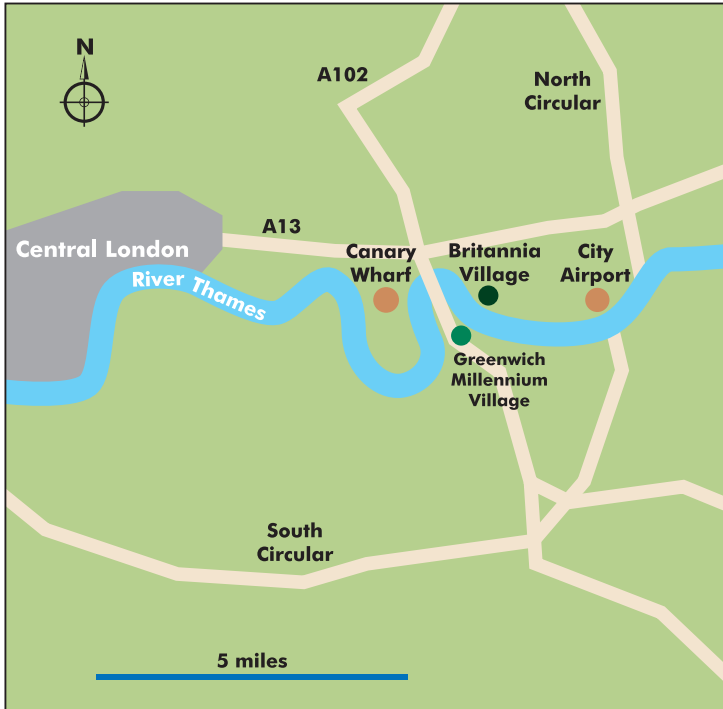 N
A102
North
Circular
A13
Central London
Canary
Wharf
Britannia
Village
City
Airport
River Thames
Greenwich
Millennium
Village
South
Circular
5 miles